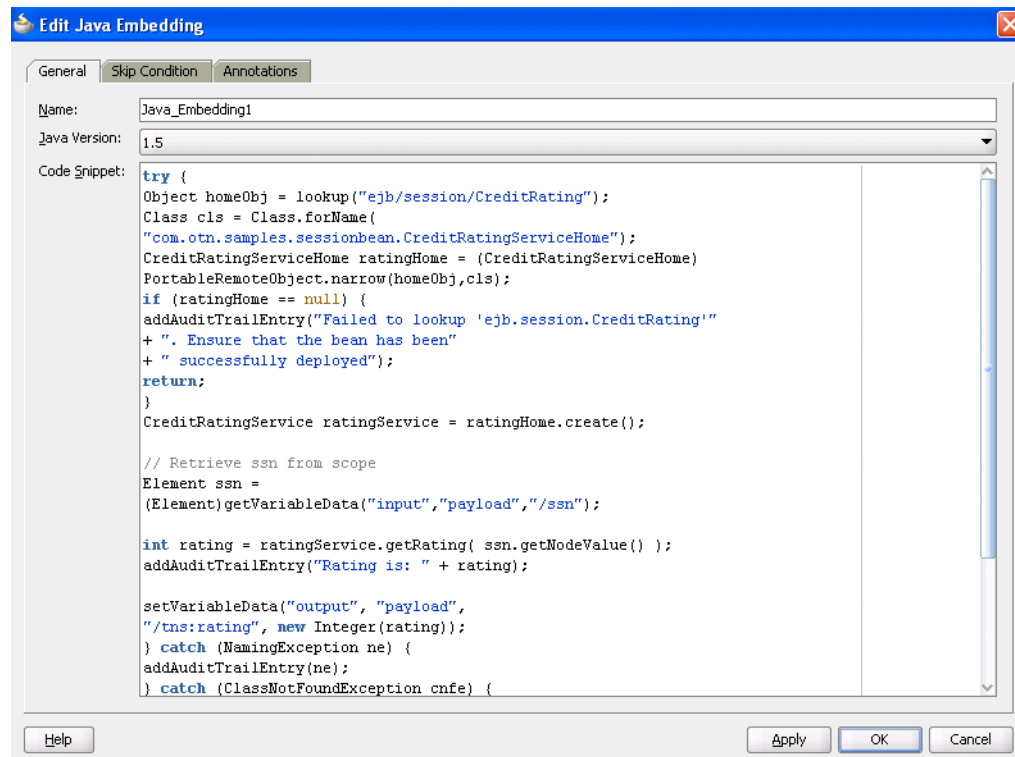 Edit Java Embedding
General Skip Condition Annotations
Name: Java_Embedding1
Java Version: 1.5
Code Snippet:
try {
Object homeObj = lookup("ejb/session/CreditRating");
Class cls = Class.forName(
"com.otn.samples.sessionbean.CreditRatingServiceHome");
CreditRatingServiceHome ratingHome = (CreditRatingServiceHome)
PortableRemoteObject.narrow(homeObj,cls);
if (ratingHome == null) {
addAuditTrailEntry("Failed to lookup 'ejb.session.CreditRating'"
+ ". Ensure that the bean has been"
+ " successfully deployed");
return;
}
CreditRatingService ratingService = ratingHome.create();
// Retrieve ssn from scope
Element ssn =
(Element)getVariableData("input","payload","/ssn");
int rating = ratingService.getRating( ssn.getNodeValue() );
addAuditTrailEntry("Rating is: " + rating);
setVariableData("output", "payload",
"/tns:rating", new Integer(rating));
} catch (NamingException ne) {
addAuditTrailEntry(ne);
} catch (ClassNotFoundException cnfe) {
Help Apply OK Cancel